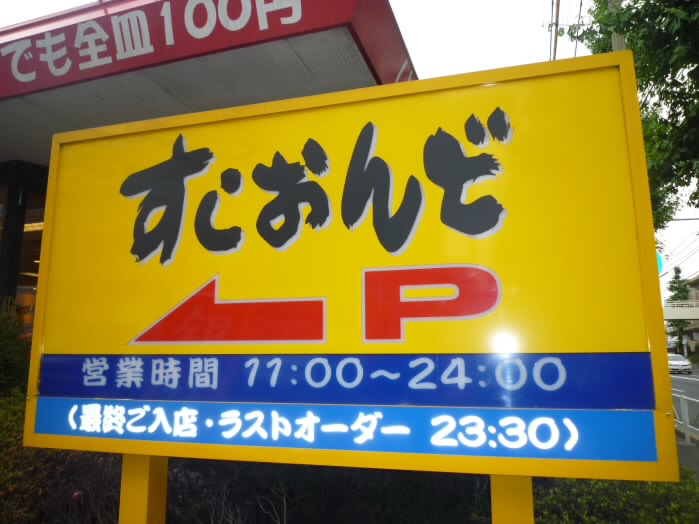 でも全皿100円
すしおんど
P
営業時間 11:00～24:00
(最終ご入店・ラストオーダー 23:30)